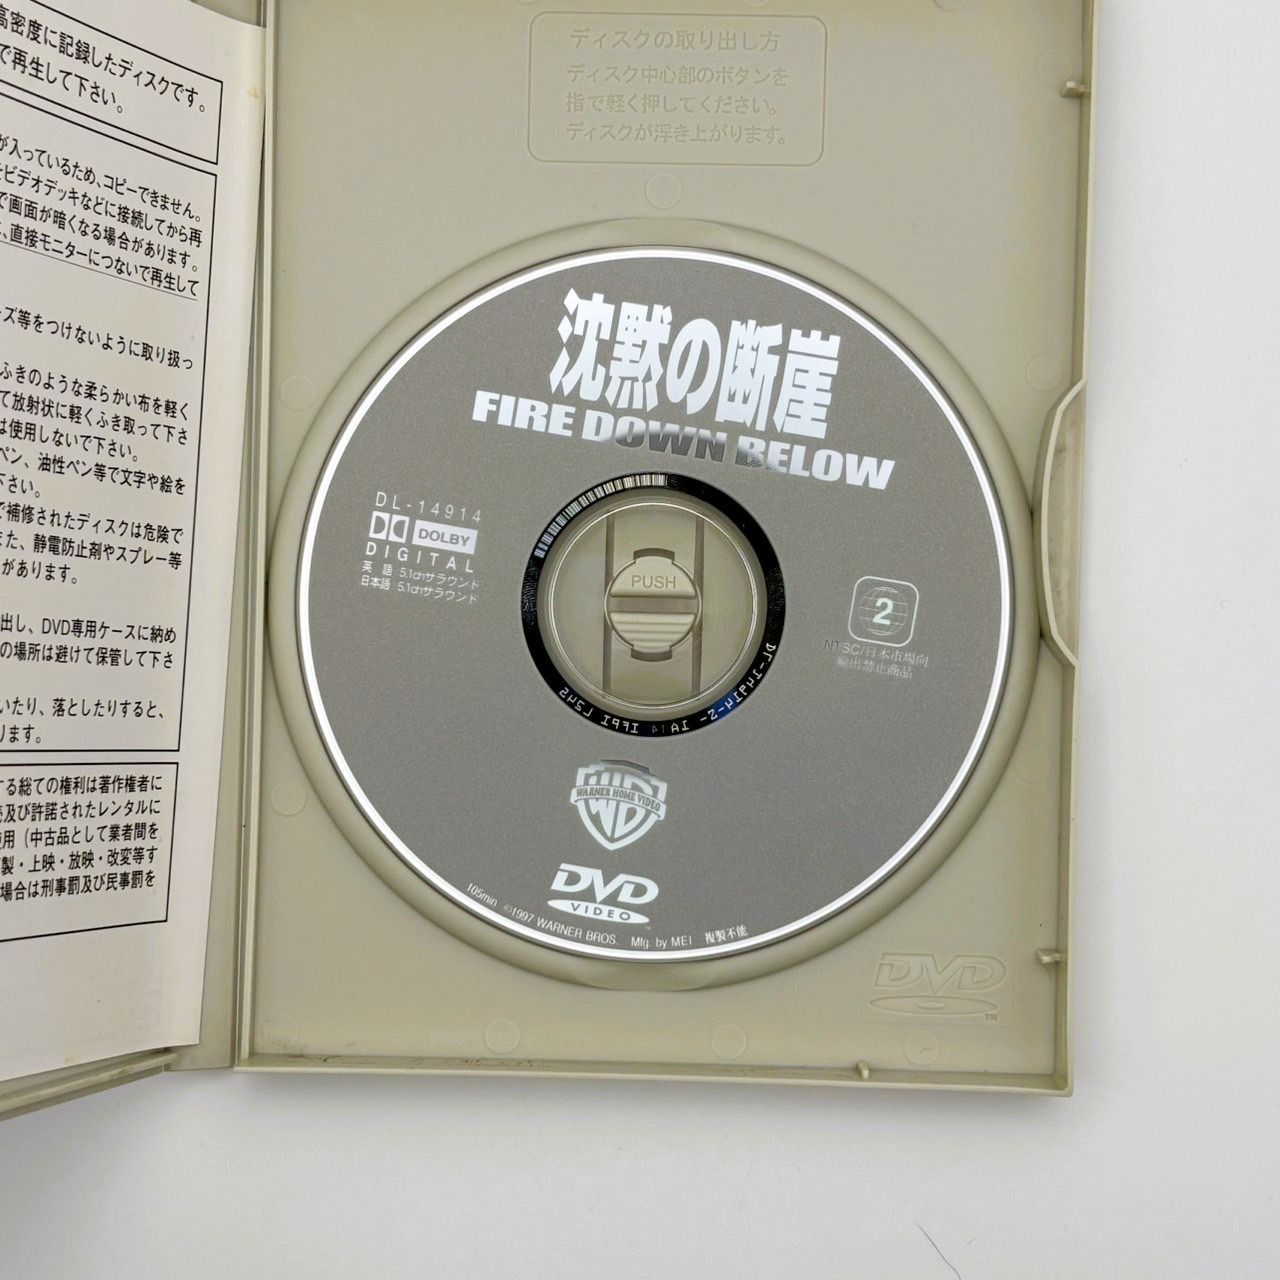 高密度に記録したディスクです。
で再生して下さい。
が入っているため、コピーできません。
をビデオデッキなどに接続してから再
で画面が暗くなる場合があります。
、直接モニターにつないで再生して
ズ等をつけないように取り扱っ
ふきのような柔らかい布を軽く
て放射状に軽くふき取って下さ
は使用しないで下さい。
ペン、油性ペン等で文字や絵を
下さい。
で補修されたディスクは危険で
また、静電防止剤やスプレー等
があります。
出し、DVD専用ケースに納め
の場所は避けて保管して下さ
いたり、落としたりすると、
ります。
する総ての権利は著作権者に
売及び許諾されたレンタルに
使用（中古品として業者間を
製・上映・放映・改変等す
場合は刑事罰及び民事罰を
ディスクの取り出し方
ディスク中心部のボタンを
指で軽く押してください。
ディスクが浮き上がります。
沈黙の断崖
FIRE DOWN BELOW
DL-14914
DOLBY
DIGITAL
英 語 5.1chサラウンド
日本語 5.1chサラウンド
PUSH
2
NTSC/日本市場向
輸出禁止商品
IFPI L245
WARNER HOME VIDEO
DVD
VIDEO
105min ©1997 WARNER BROS. Mfg. by MEI 複製不能
DVD
TM